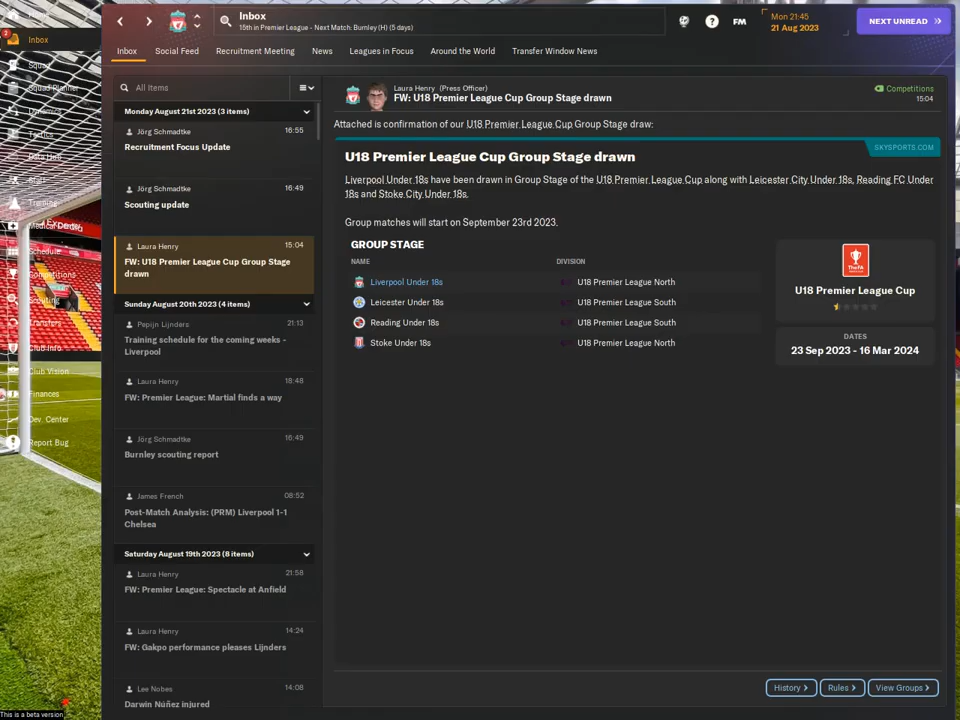 Inbox
15th in Premier League - Next Match: Burnley (H) (5 days)
FM
Mon 21:45
21 Aug 2023
NEXT UNREAD
Inbox
Social Feed
Recruitment Meeting
News
Leagues in Focus
Around the World
Transfer Window News
Inbox
Squad Planner
Training
Schedule
Competitions
Club Info
Club Vision
Finances
Dev. Center
Report Bug
This is a beta version
All Items
Monday August 21st 2023 (3 items)
Jörg Schmadtke 16:55
Recruitment Focus Update
Jörg Schmadtke 16:49
Scouting update
Laura Henry 15:04
FW: U18 Premier League Cup Group Stage
drawn
Sunday August 20th 2023 (4 items)
Pepijn Lijnders 21:13
Training schedule for the coming weeks -
Liverpool
Laura Henry 18:48
FW: Premier League: Martial finds a way
Jörg Schmadtke 16:49
Burnley scouting report
James French 08:52
Post-Match Analysis: (PRM) Liverpool 1-1
Chelsea
Saturday August 19th 2023 (8 items)
Laura Henry 21:58
FW: Premier League: Spectacle at Anfield
Laura Henry 14:24
FW: Gakpo performance pleases Lijnders
Lee Nobes 14:08
Darwin Núñez injured
Laura Henry (Press Officer)
FW: U18 Premier League Cup Group Stage drawn
Competitions
15:04
Attached is confirmation of our U18 Premier League Cup Group Stage draw:
SKYSPORTS.COM
U18 Premier League Cup Group Stage drawn
Liverpool Under 18s have been drawn in Group Stage of the U18 Premier League Cup along with Leicester City Under 18s, Reading FC Under
18s and Stoke City Under 18s.
Group matches will start on September 23rd 2023.
GROUP STAGE
NAME DIVISION
Liverpool Under 18s U18 Premier League North
Leicester Under 18s U18 Premier League South
Reading Under 18s U18 Premier League South
Stoke Under 18s U18 Premier League North
U18 Premier League Cup
DATES
23 Sep 2023 - 16 Mar 2024
History
Rules
View Groups